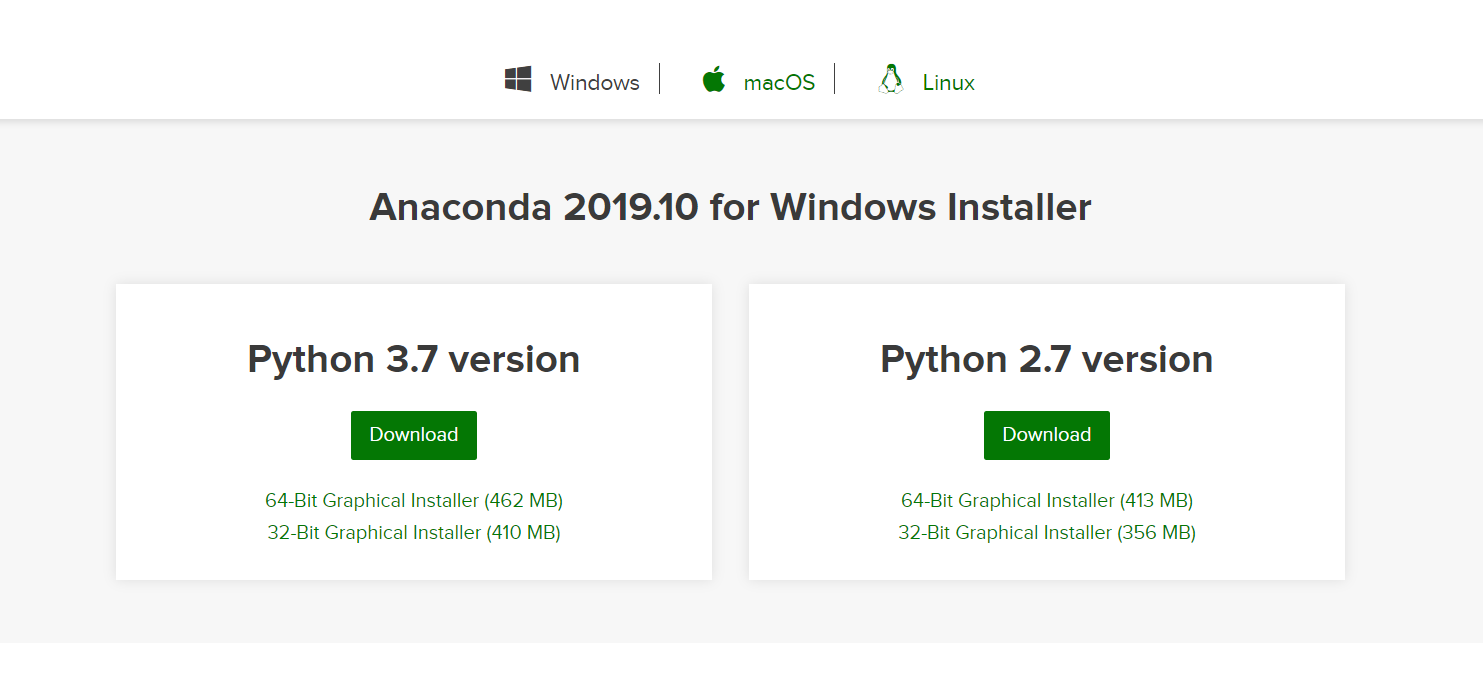 Windows
macOS
Linux
Anaconda 2019.10 for Windows Installer
Python 3.7 version
Download
64-Bit Graphical Installer (462 MB)
32-Bit Graphical Installer (410 MB)
Python 2.7 version
Download
64-Bit Graphical Installer (413 MB)
32-Bit Graphical Installer (356 MB)